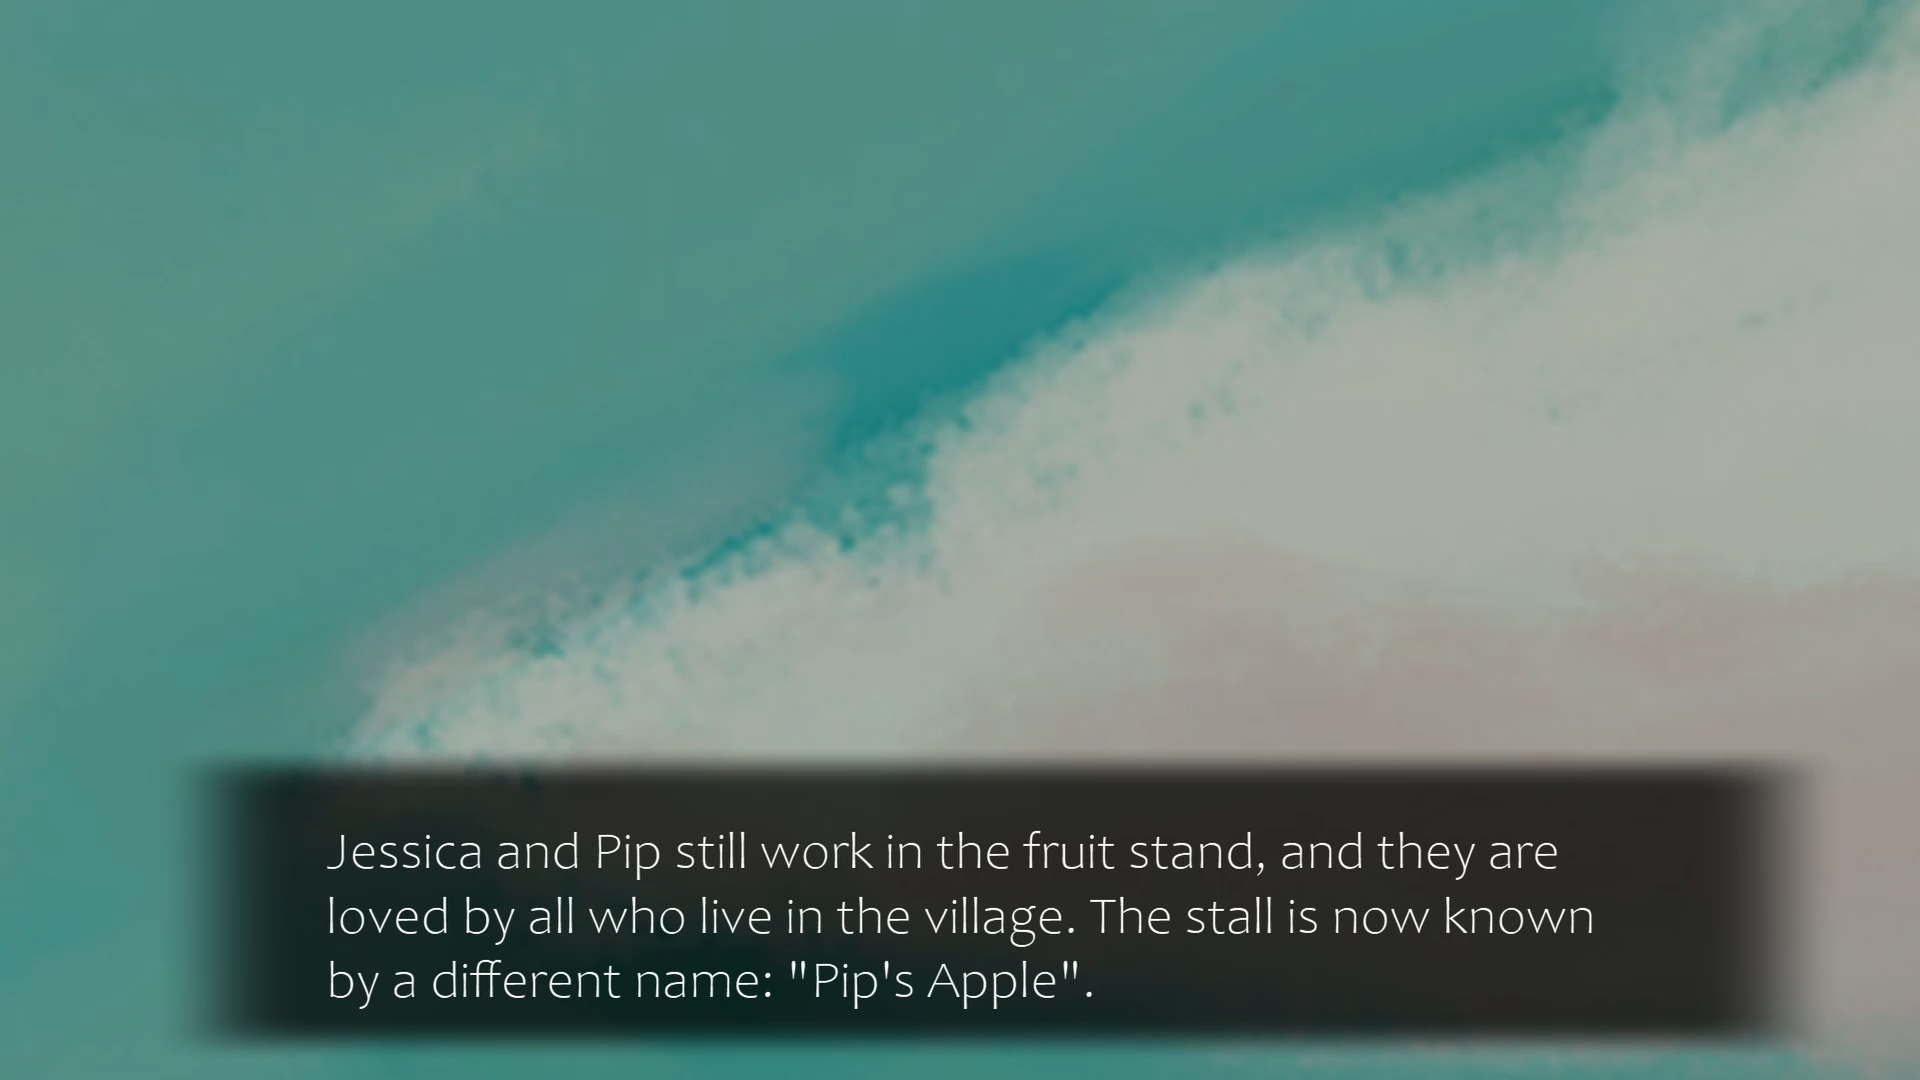 Jessica and Pip still work in the fruit stand, and they are
loved by all who live in the village. The stall is now known
by a different name: "Pip's Apple".